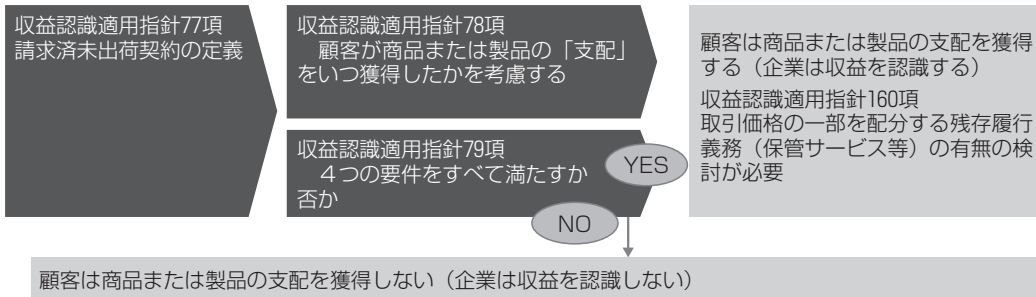 収益認識適用指針77項
請求済未出荷契約の定義
収益認識適用指針78項
顧客が商品または製品の「支配」
をいつ獲得したかを考慮する
収益認識適用指針79項
４つの要件をすべて満たすか
否か
YES
NO
顧客は商品または製品の支配を獲得
する（企業は収益を認識する）
収益認識適用指針160項
取引価格の一部を配分する残存履行
義務（保管サービス等）の有無の検
討が必要
顧客は商品または製品の支配を獲得しない（企業は収益を認識しない）